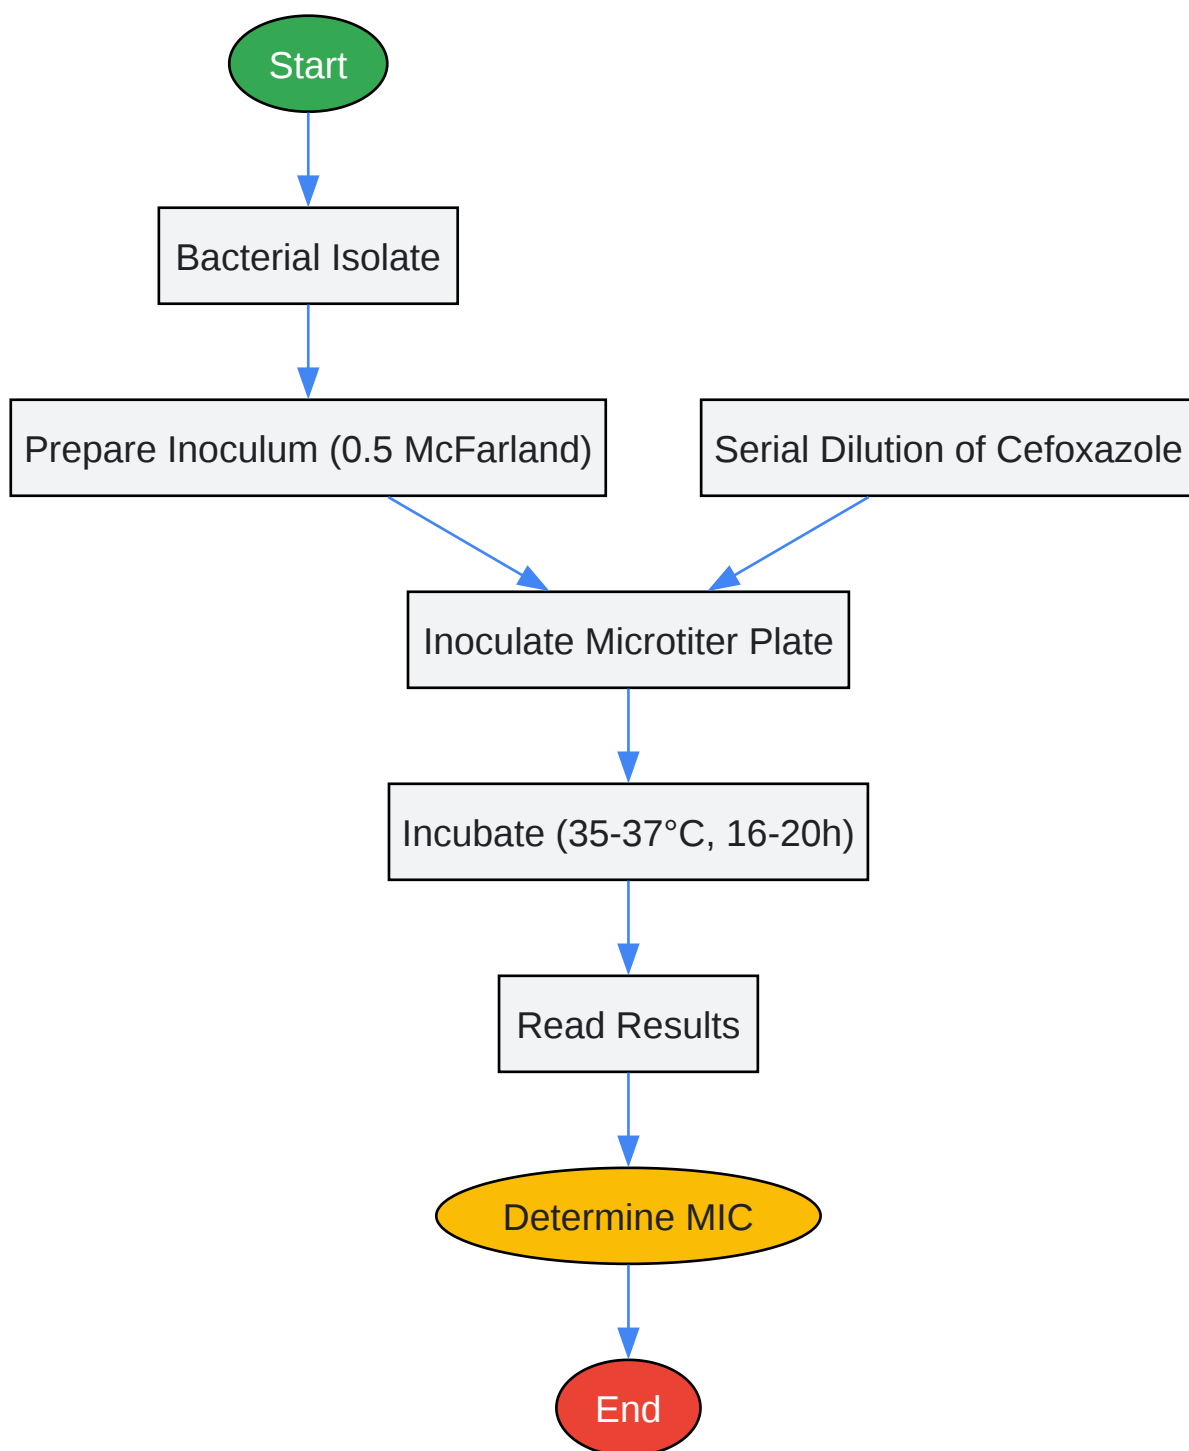 Start
Bacterial Isolate
Prepare Inoculum (0.5 McFarland)
Serial Dilution of Cefoxazole
Inoculate Microtiter Plate
Incubate (35-37°C, 16-20h)
Read Results
Determine MIC
End